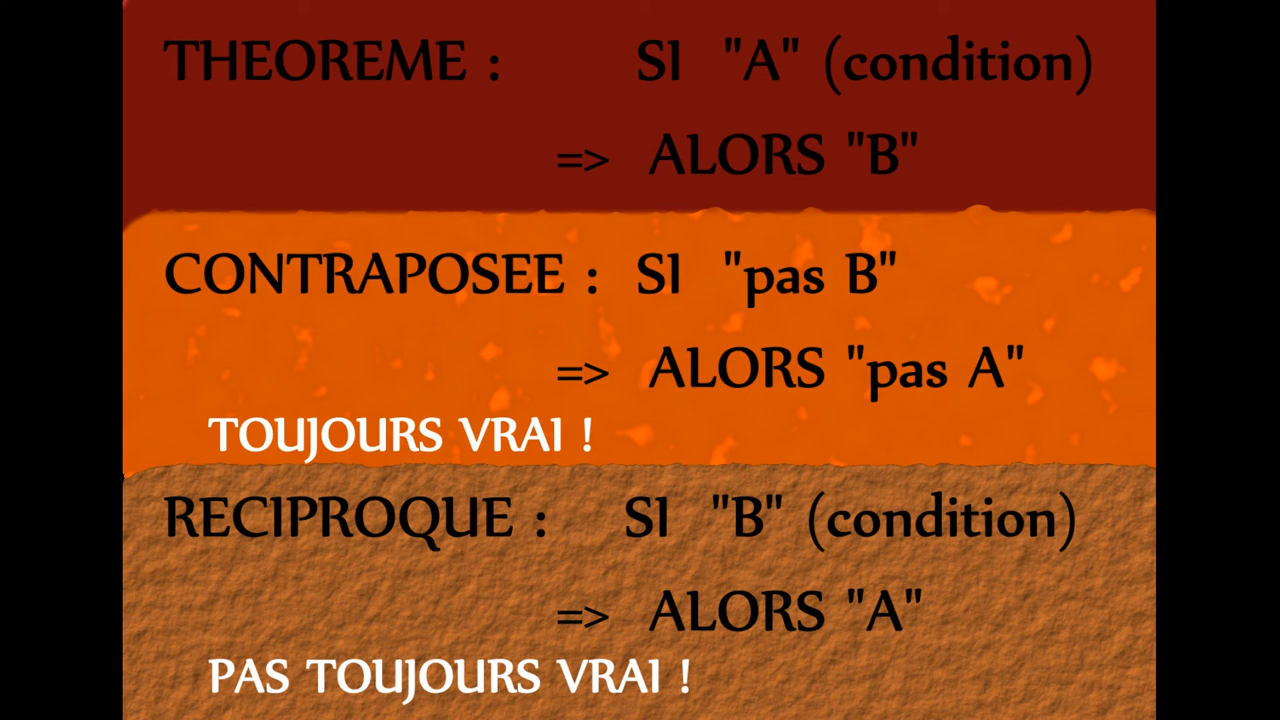 THEOREME : SI "A" (condition)
=> ALORS "B"
CONTRAPOSEE : SI "pas B"
=> ALORS "pas A"
TOUJOURS VRAI !
RECIPROQUE : SI "B" (condition)
=> ALORS "A"
PAS TOUJOURS VRAI !